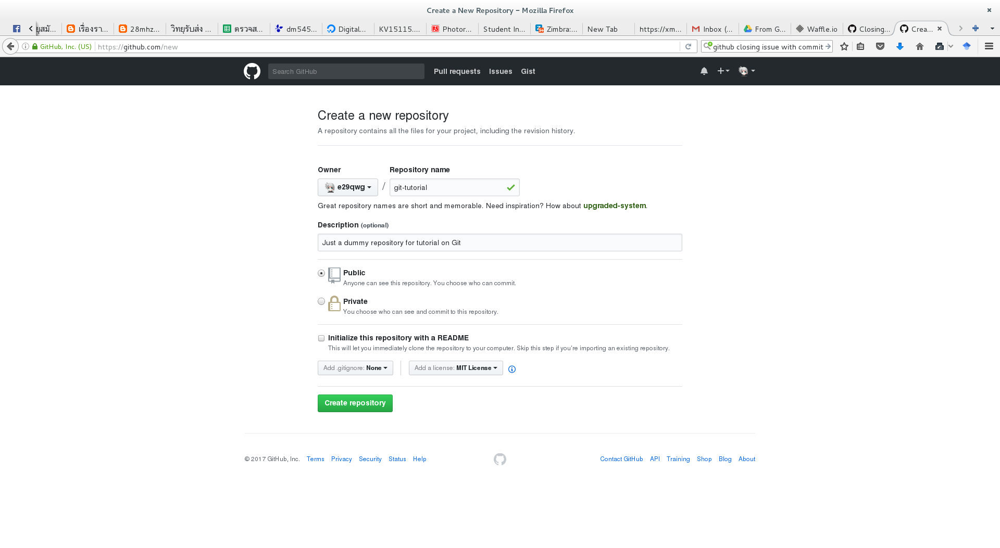 Create a New Repository – Mozilla Firefox
ยุสมั... เรื่องรา... 28mhz... วิทยุรับส่ง ... ตรวจส... dm545... Digital... KV15115.... Photor... Student In... Zimbra:... New Tab https://xm... Inbox (... From G... Waffle.io Closing... Crea...
GitHub, Inc. (US) https://github.com/new github closing issue with commit
Search GitHub Pull requests Issues Gist
Create a new repository
A repository contains all the files for your project, including the revision history.
Owner Repository name
e29qwg / git-tutorial
Great repository names are short and memorable. Need inspiration? How about upgraded-system.
Description (optional)
Just a dummy repository for tutorial on Git
Public
Anyone can see this repository. You choose who can commit.
Private
You choose who can see and commit to this repository.
Initialize this repository with a README
This will let you immediately clone the repository to your computer. Skip this step if you're importing an existing repository.
Add .gitignore: None Add a license: MIT License
Create repository
© 2017 GitHub, Inc. Terms Privacy Security Status Help Contact GitHub API Training Shop Blog About